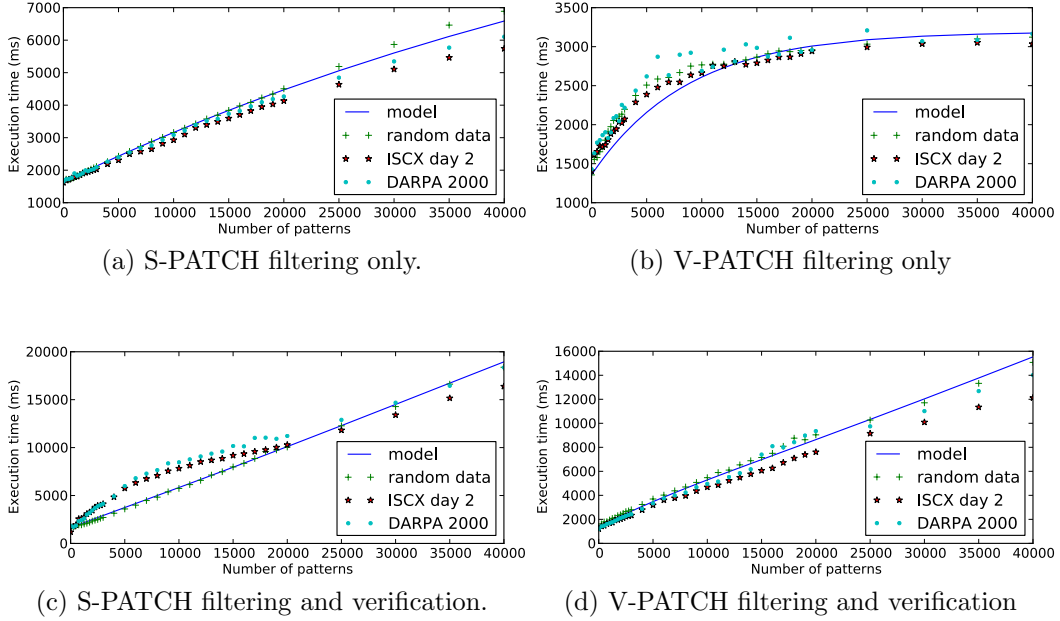 7000
6000
5000
4000
3000
2000
1000
Execution time (ms)
model
random data
ISCX day 2
DARPA 2000
0 5000 10000 15000 20000 25000 30000 35000 40000
Number of patterns
(a) S-PATCH filtering only.
3500
3000
2500
2000
1500
1000
Execution time (ms)
model
random data
ISCX day 2
DARPA 2000
0 5000 10000 15000 20000 25000 30000 35000 40000
Number of patterns
(b) V-PATCH filtering only
20000
15000
10000
5000
0
Execution time (ms)
model
random data
ISCX day 2
DARPA 2000
0 5000 10000 15000 20000 25000 30000 35000 40000
Number of patterns
(c) S-PATCH filtering and verification.
16000
14000
12000
10000
8000
6000
4000
2000
0
Execution time (ms)
model
random data
ISCX day 2
DARPA 2000
0 5000 10000 15000 20000 25000 30000 35000 40000
Number of patterns
(d) V-PATCH filtering and verification